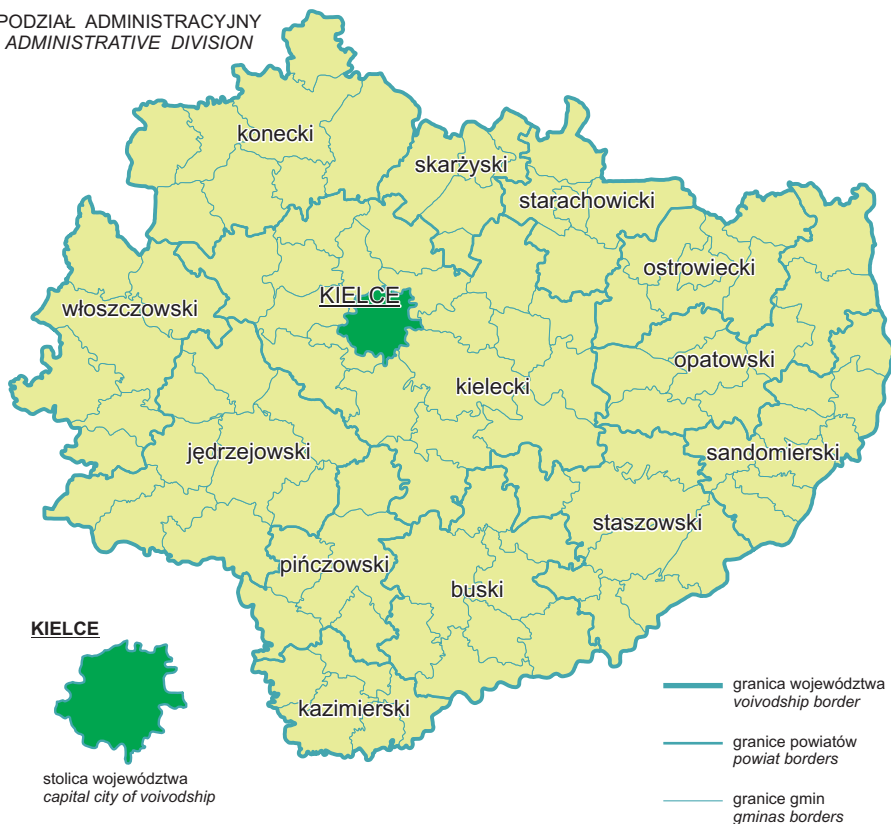 PODZIAŁ ADMINISTRACYJNY
ADMINISTRATIVE DIVISION
konecki
skarżyski
starachowicki
ostrowiecki
KIELCE
włoszczowski
opatowski
kielecki
jędrzejowski
sandomierski
staszowski
pińczowski
buski
KIELCE
kazimierski
stolica województwa
capital city of voivodship
granica województwa
voivodship border
granice powiatów
powiat borders
granice gmin
gminas borders